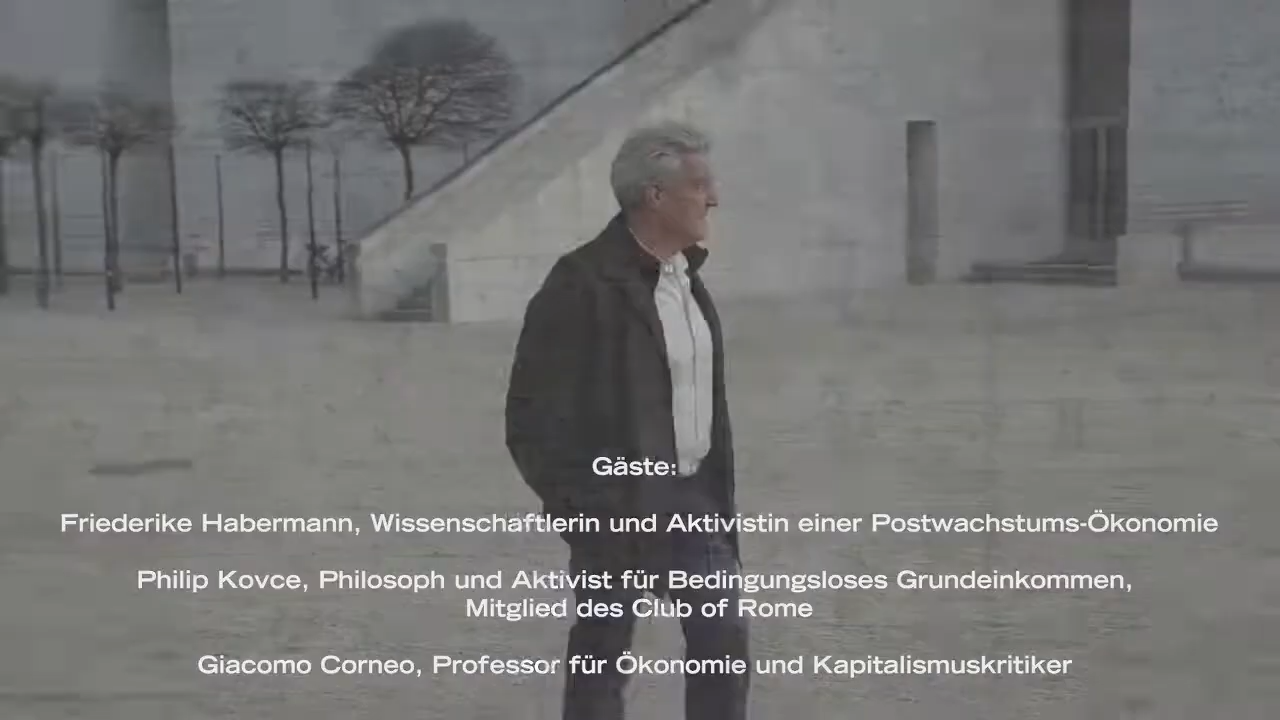 Gäste:
Friederike Habermann, Wissenschaftlerin und Aktivistin einer Postwachstums-Ökonomie
Philip Kovce, Philosoph und Aktivist für Bedingungsloses Grundeinkommen,
Mitglied des Club of Rome
Giacomo Corneo, Professor für Ökonomie und Kapitalismuskritiker